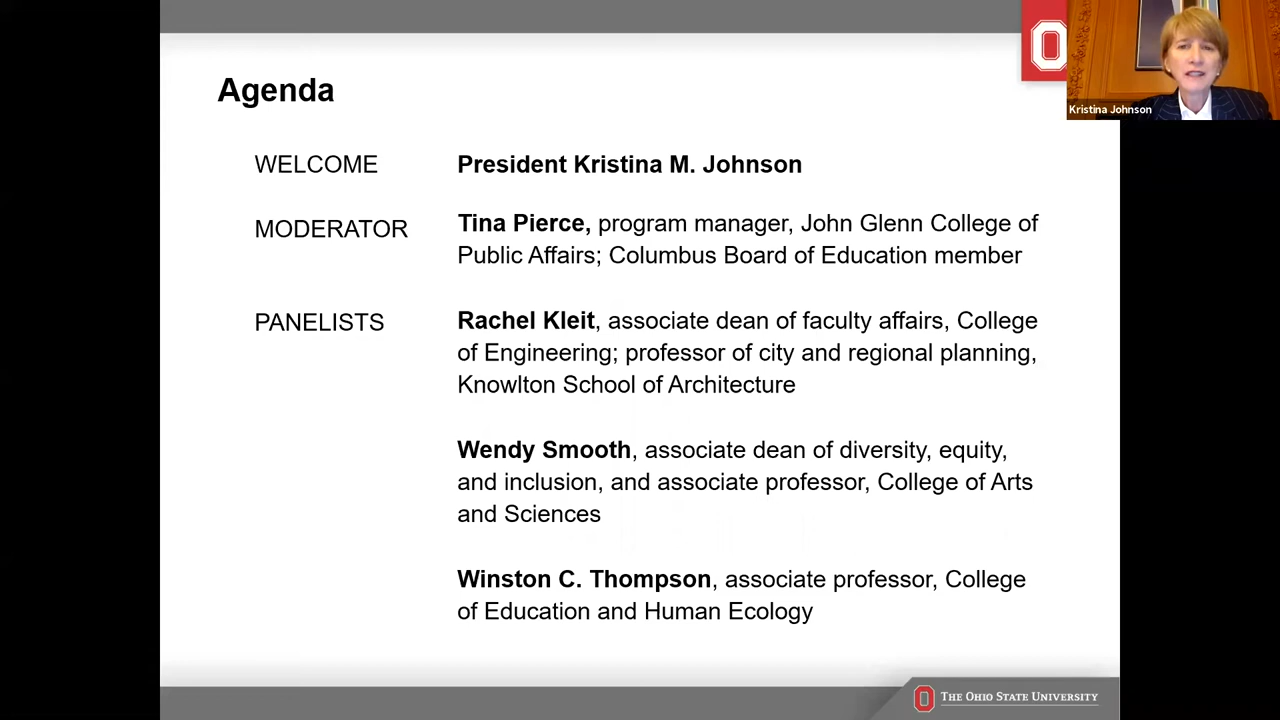 Agenda
Kristina Johnson
WELCOME President Kristina M. Johnson
MODERATOR Tina Pierce, program manager, John Glenn College of
Public Affairs; Columbus Board of Education member
PANELISTS Rachel Kleit, associate dean of faculty affairs, College
of Engineering; professor of city and regional planning,
Knowlton School of Architecture
Wendy Smooth, associate dean of diversity, equity,
and inclusion, and associate professor, College of Arts
and Sciences
Winston C. Thompson, associate professor, College
of Education and Human Ecology
THE OHIO STATE UNIVERSITY